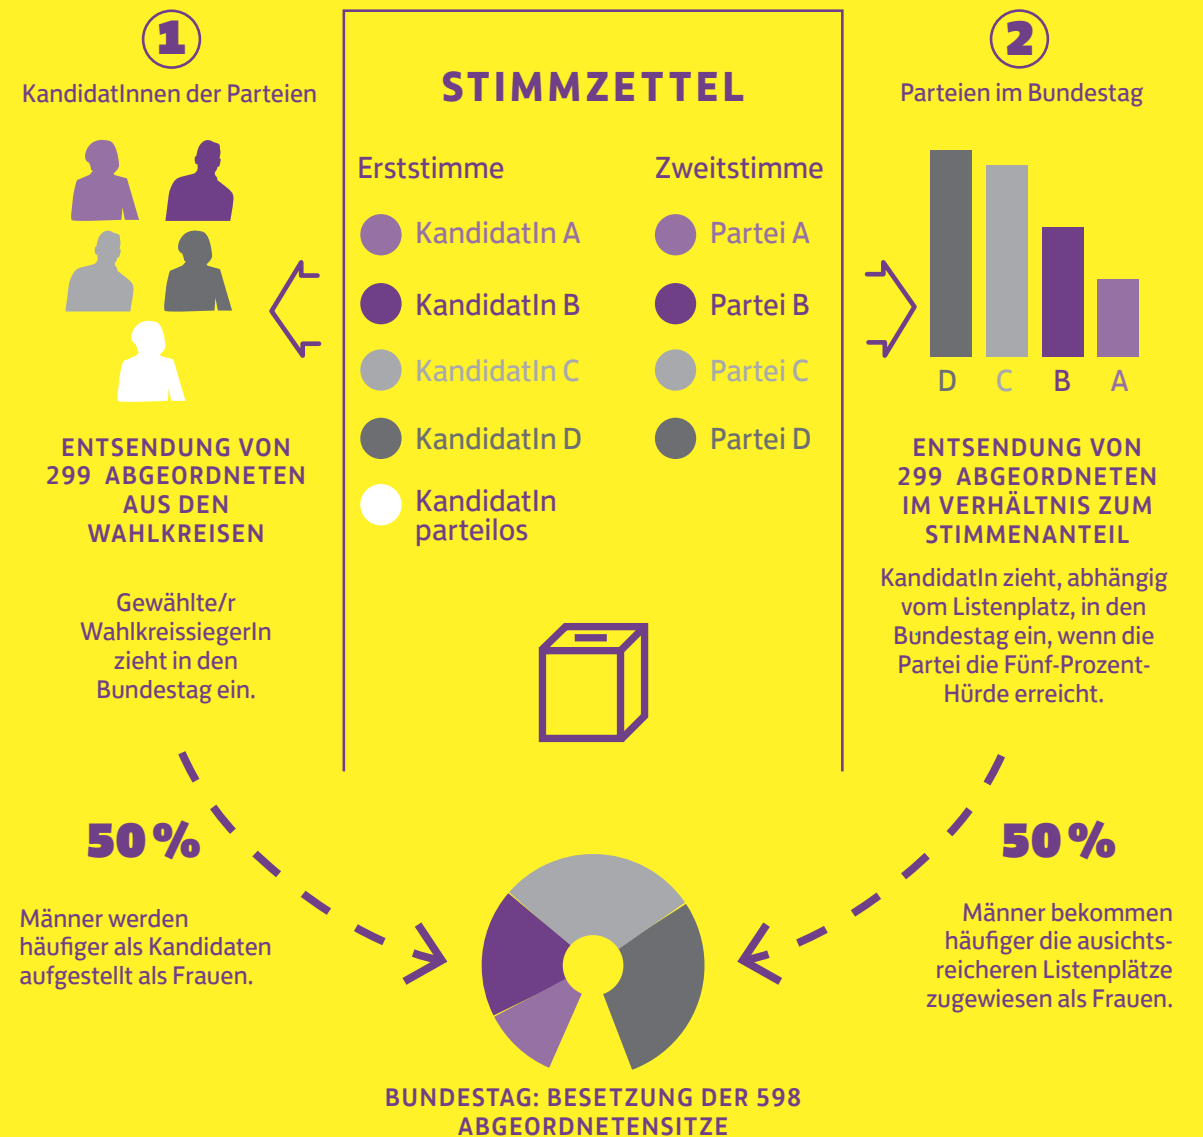 1
KandidatInnen der Parteien
ENTSENDUNG VON
299 ABGEORDNETEN
AUS DEN
WAHLKREISEN
Gewählte/r
WahlkreissiegerIn
zieht in den
Bundestag ein.
50 %
Männer werden
häufiger als Kandidaten
aufgestellt als Frauen.
STIMMZETTEL
Erststimme
KandidatIn A
KandidatIn B
KandidatIn C
KandidatIn D
KandidatIn
parteilos
Zweitstimme
Partei A
Partei B
Partei C
Partei D
2
Parteien im Bundestag
D C B A
ENTSENDUNG VON
299 ABGEORDNETEN
IM VERHÄLTNIS ZUM
STIMMENANTEIL
KandidatIn zieht, abhängig
vom Listenplatz, in den
Bundestag ein, wenn die
Partei die Fünf-Prozent-
Hürde erreicht.
50 %
Männer bekommen
häufiger die ausichts-
reicheren Listenplätze
zugewiesen als Frauen.
BUNDESTAG: BESETZUNG DER 598
ABGEORDNETENSITZE